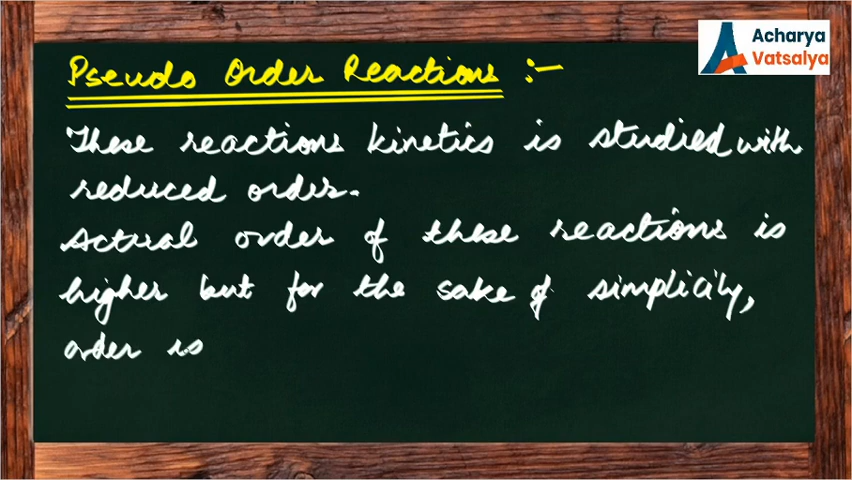 Acharya
Vatsalya
Pseudo Order Reactions :-
These reactions kinetics is studied with
reduced order.
Actual order of these reactions is
higher but for the sake of simplicity,
order is